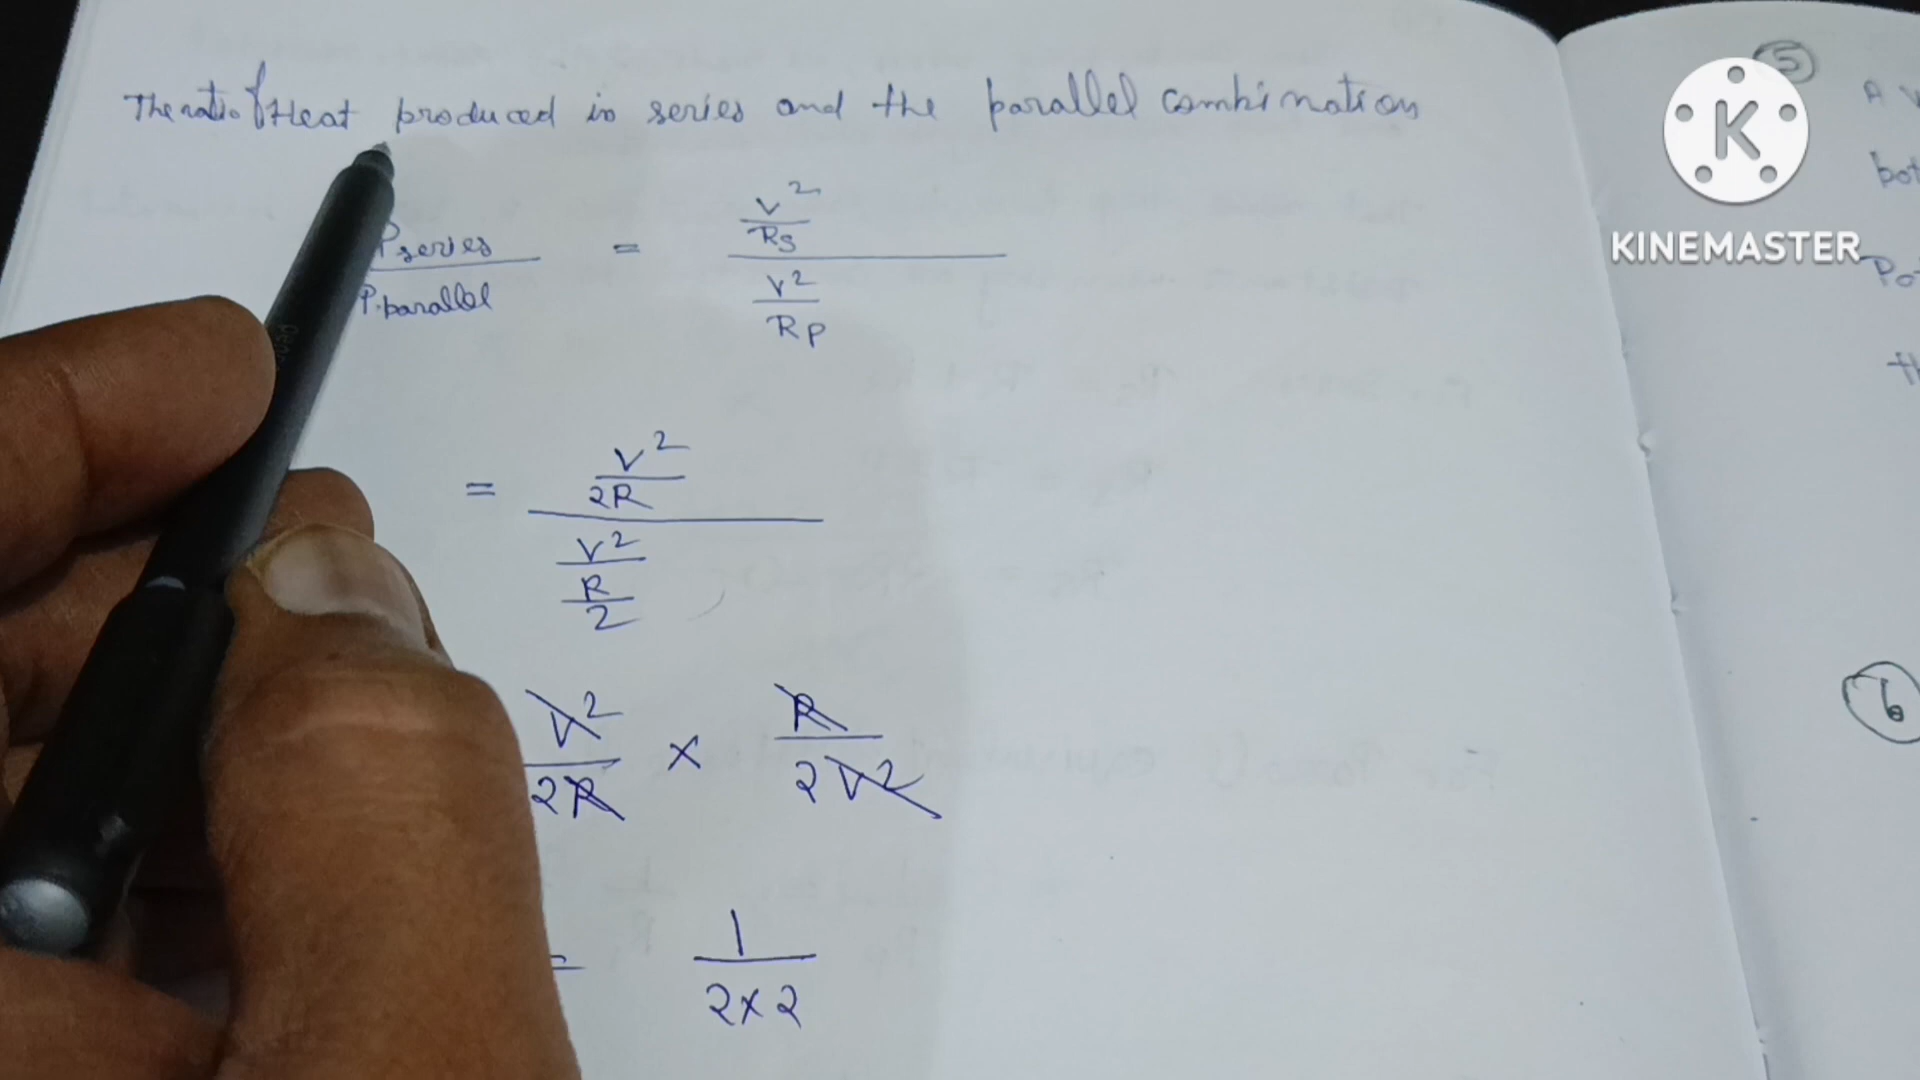 The ratio of Heat produced in series and the parallel combination
P series / P. parallel = V² / Rs / V² / Rp
= V² / 2R / V² / R / 2
V² / 2R × R / 2V²
= 1 / 2×2
5
A
6
K
KINEMASTER